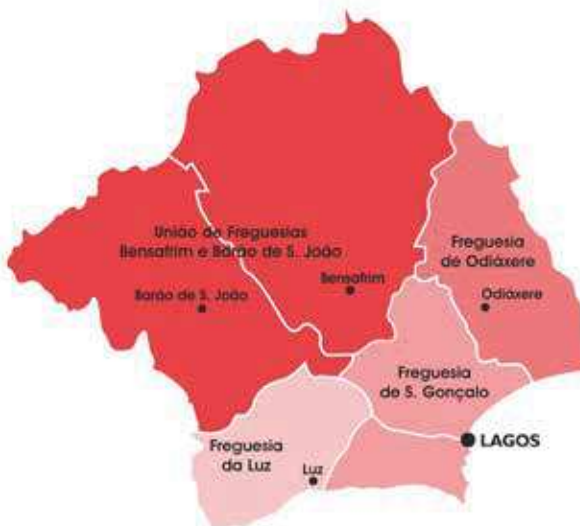 União de Freguesias
Bensafrim e Barão de S. João
Bensafrim
Barão de S. João
Freguesia
de Odiáxere
Odiáxere
Freguesia
de S. Gonçalo
LAGOS
Freguesia
da Luz
Luz